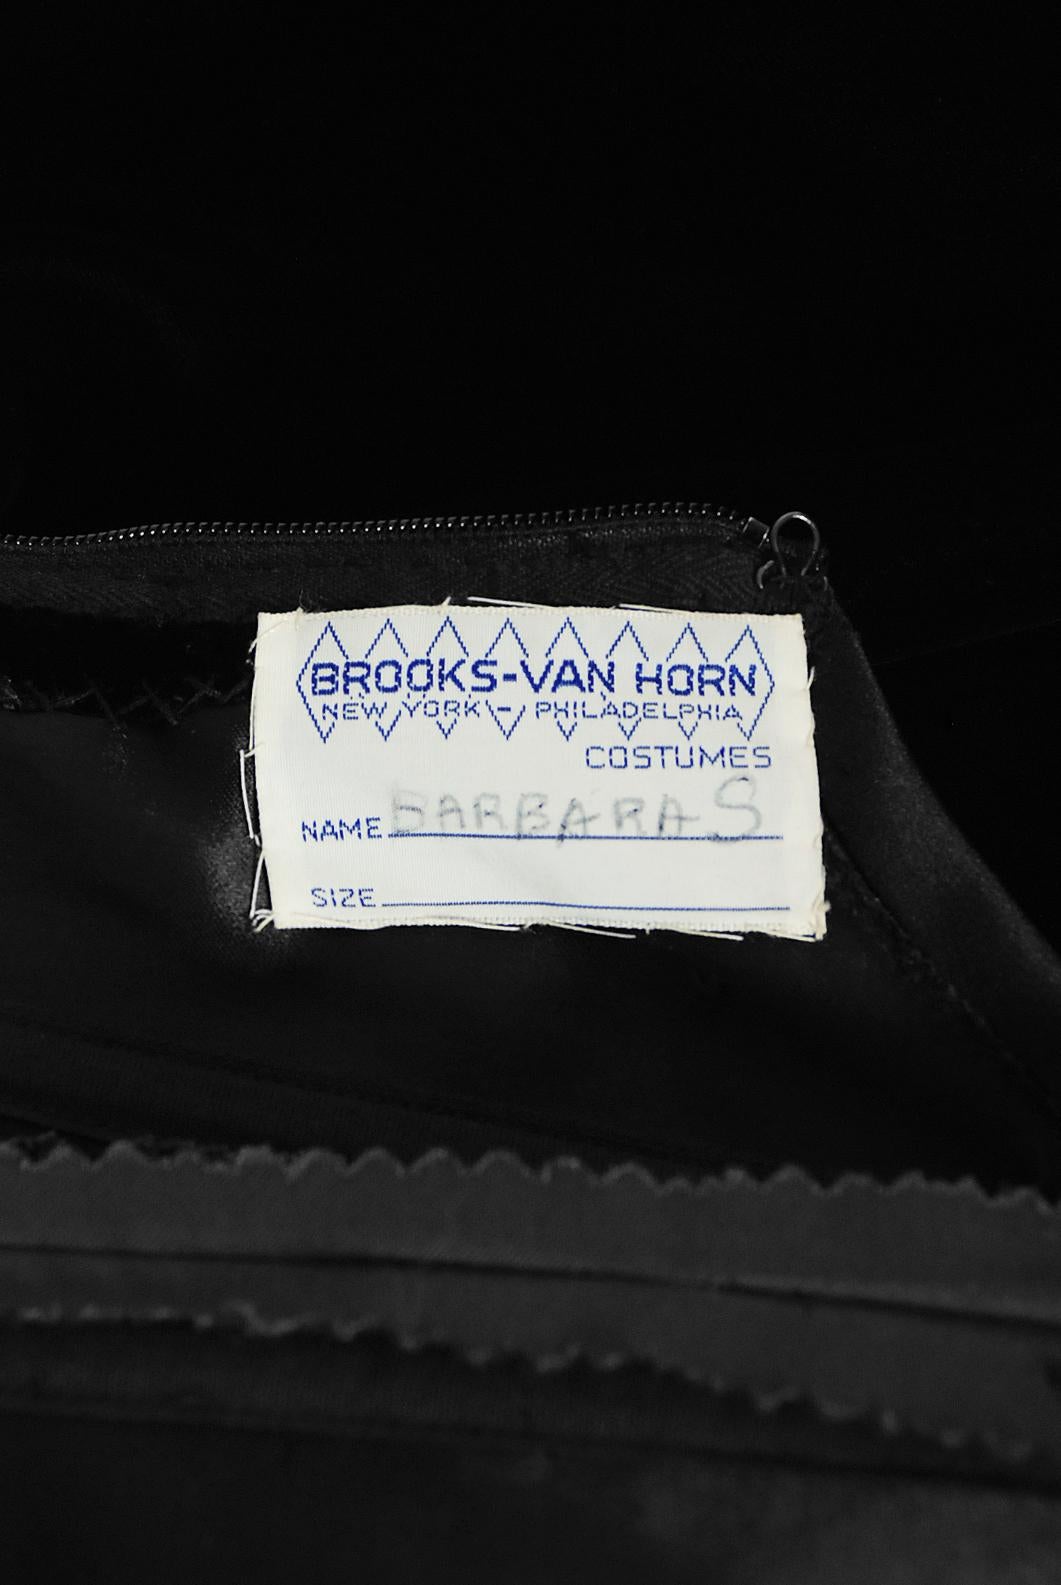 BROOKS-VAN HORN
NEW YORK - PHILADELPHIA
COSTUMES
NAME BARBARA S
SIZE